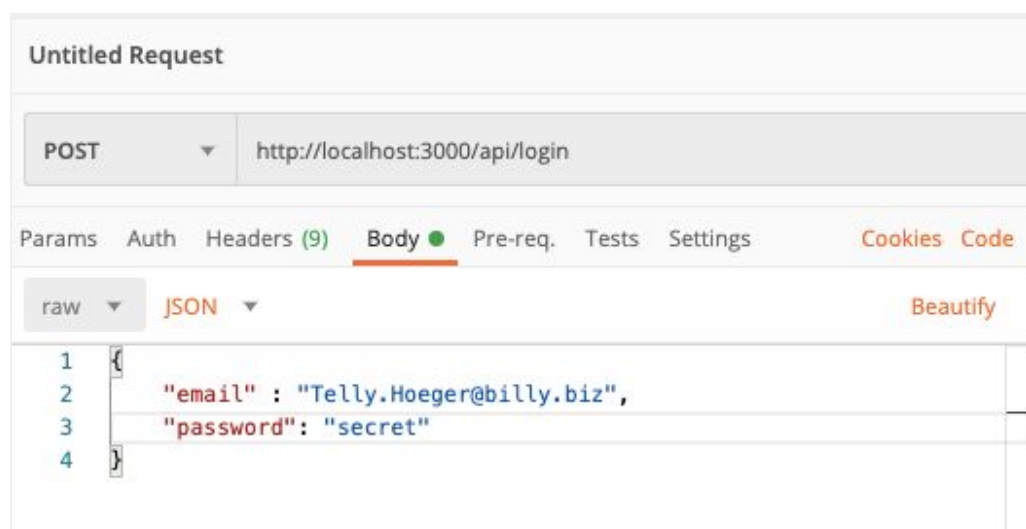 Untitled Request
POST http://localhost:3000/api/login
Params Auth Headers (9) Body Pre-req. Tests Settings Cookies Code
raw JSON Beautify
1 {
2 "email" : "Telly.Hoeger@billy.biz",
3 "password": "secret"
4 }